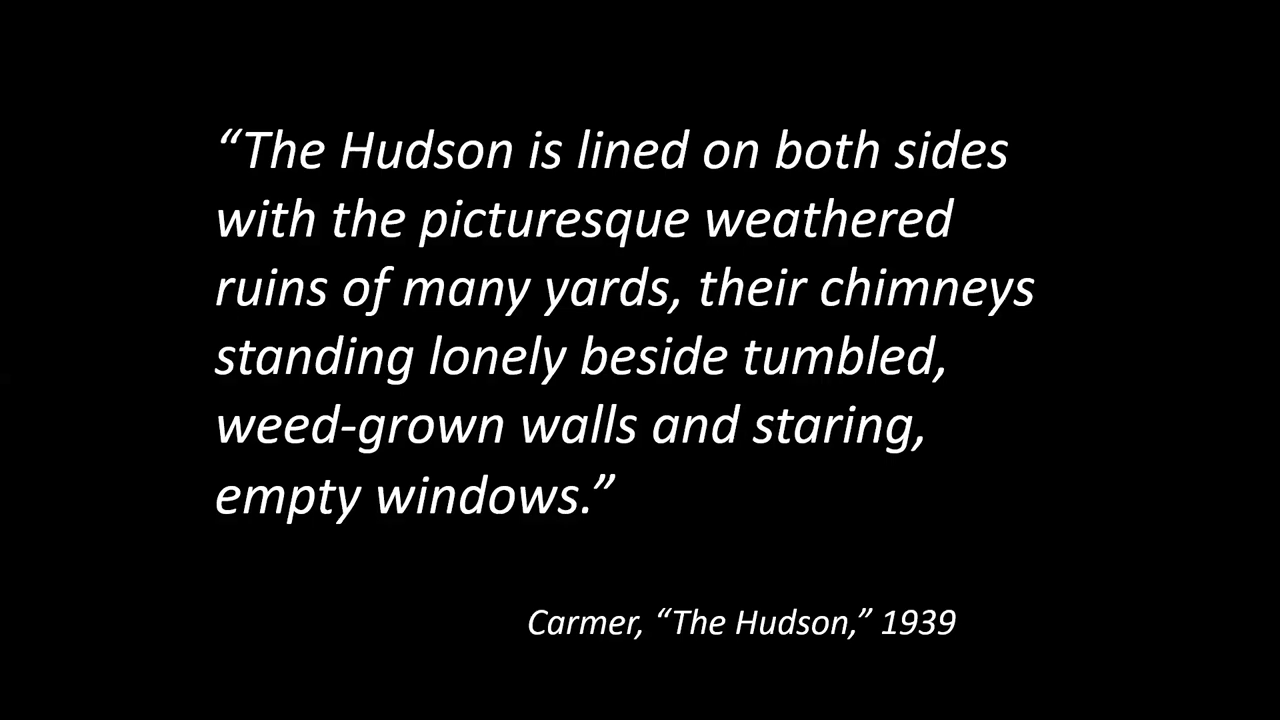 “The Hudson is lined on both sides
with the picturesque weathered
ruins of many yards, their chimneys
standing lonely beside tumbled,
weed-grown walls and staring,
empty windows.”
Carmer, “The Hudson,” 1939